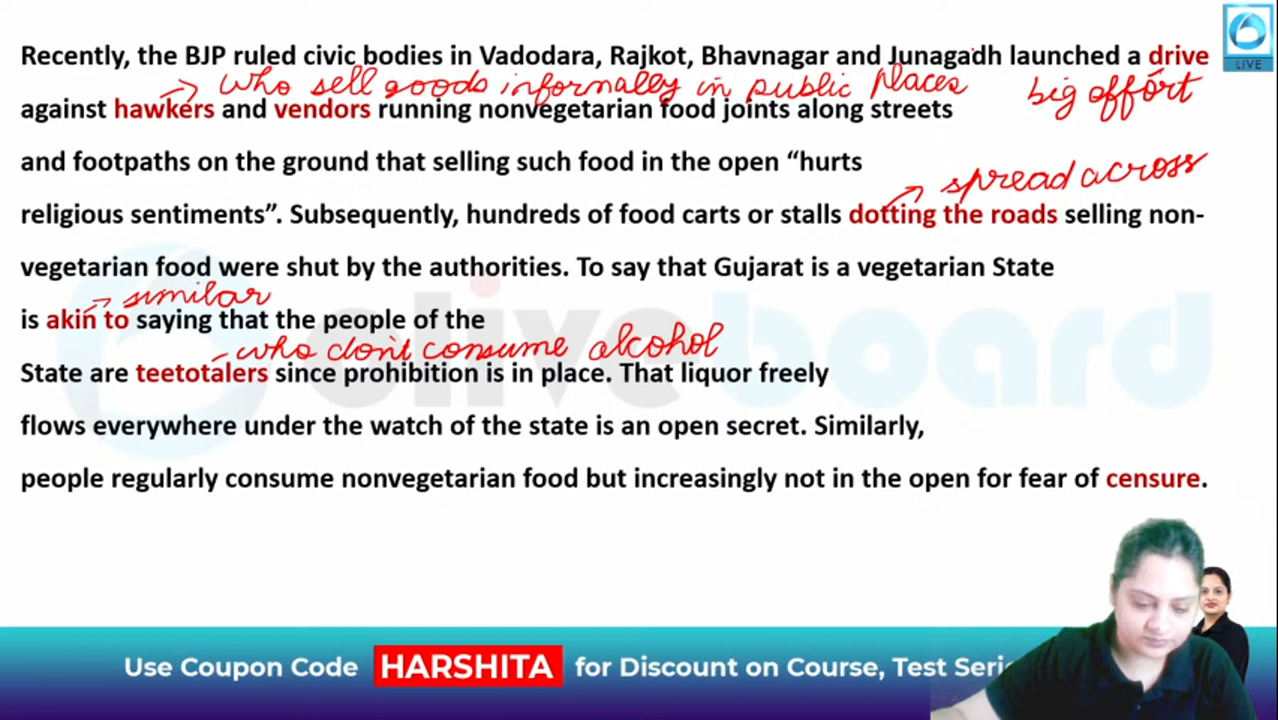 LIVE
Recently, the BJP ruled civic bodies in Vadodara, Rajkot, Bhavnagar and Junagadh launched a drive
who sell goods informally in public places big effort
against hawkers and vendors running nonvegetarian food joints along streets
and footpaths on the ground that selling such food in the open “hurts
spread across
religious sentiments”. Subsequently, hundreds of food carts or stalls dotting the roads selling non-
vegetarian food were shut by the authorities. To say that Gujarat is a vegetarian State
similar
is akin to saying that the people of the
who don't consume alcohol
State are teetotalers since prohibition is in place. That liquor freely
flows everywhere under the watch of the state is an open secret. Similarly,
people regularly consume nonvegetarian food but increasingly not in the open for fear of censure.
oliveboard
Use Coupon Code HARSHITA for Discount on Course, Test Seri